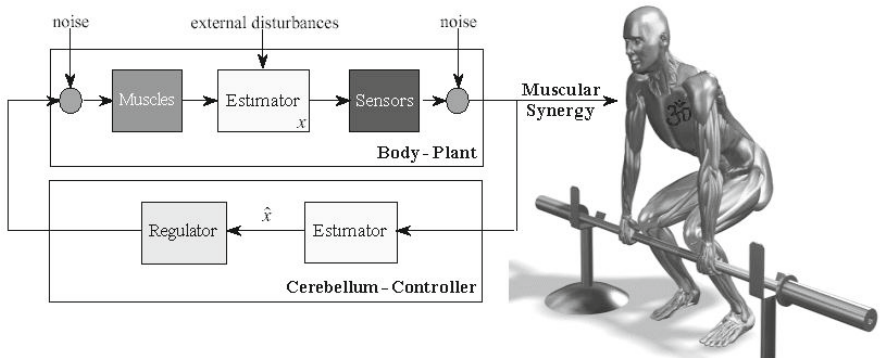 noise
external disturbances
noise
Muscles
Estimator
x
Sensors
Muscular
Synergy
Body - Plant
Regulator
x̂
Estimator
Cerebellum - Controller
ॐ